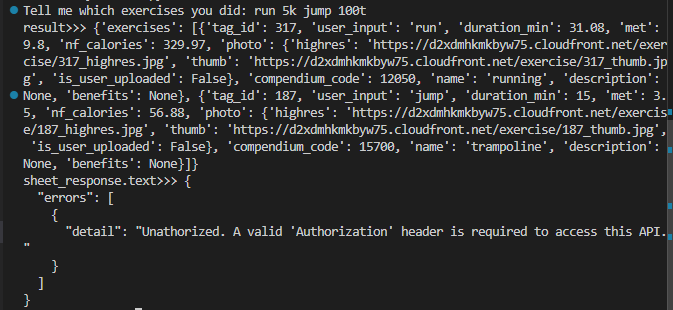 Tell me which exercises you did: run 5k jump 100t
result>>> {'exercises': [{'tag_id': 317, 'user_input': 'run', 'duration_min': 31.08, 'met':
9.8, 'nf_calories': 329.97, 'photo': {'highres': 'https://d2xdmhkmkbyw75.cloudfront.net/exer
cise/317_highres.jpg', 'thumb': 'https://d2xdmhkmkbyw75.cloudfront.net/exercise/317_thumb.jp
g', 'is_user_uploaded': False}, 'compendium_code': 12050, 'name': 'running', 'description':
None, 'benefits': None}, {'tag_id': 187, 'user_input': 'jump', 'duration_min': 15, 'met': 3.
5, 'nf_calories': 56.88, 'photo': {'highres': 'https://d2xdmhkmkbyw75.cloudfront.net/exercis
e/187_highres.jpg', 'thumb': 'https://d2xdmhkmkbyw75.cloudfront.net/exercise/187_thumb.jpg',
 'is_user_uploaded': False}, 'compendium_code': 15700, 'name': 'trampoline', 'description':
None, 'benefits': None}]}
sheet_response.text>>> {
  "errors": [
    {
      "detail": "Unathorized. A valid 'Authorization' header is required to access this API.
"
    }
  ]
}